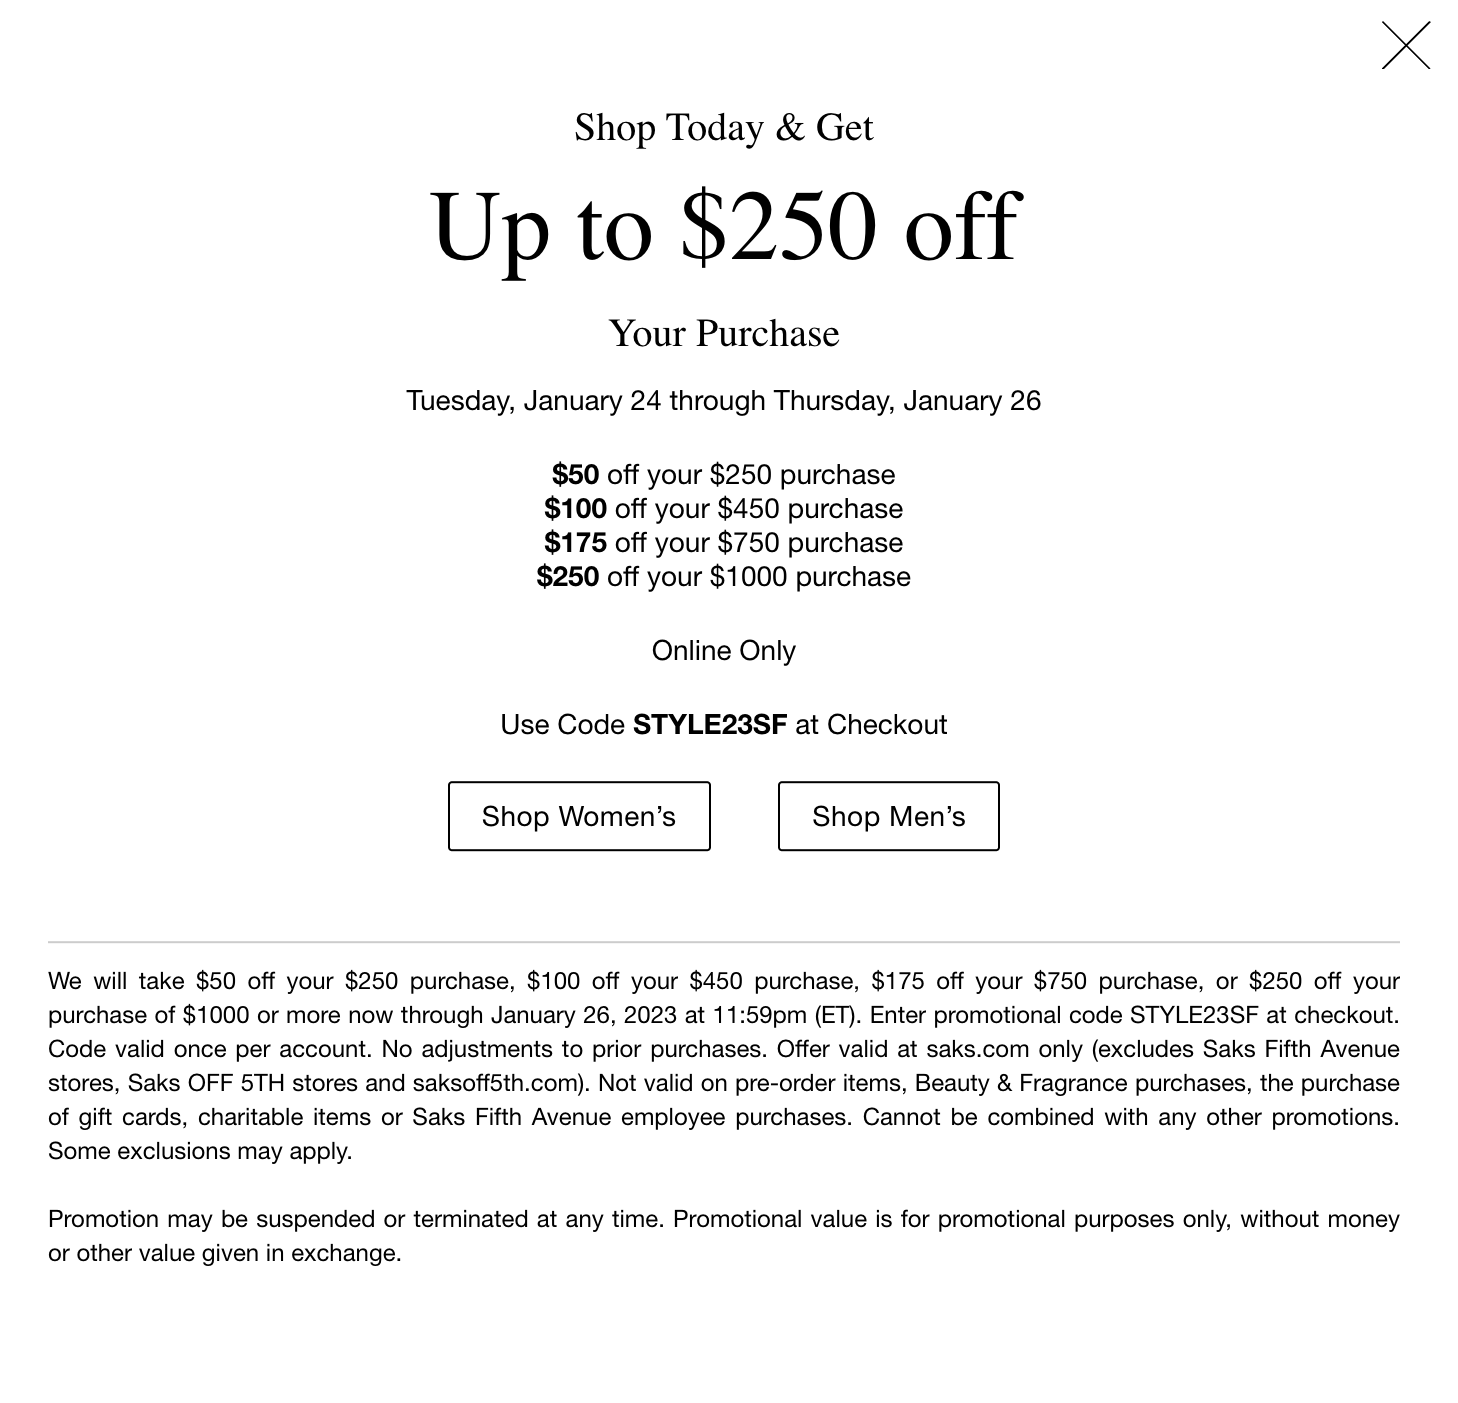 Shop Today & Get
Up to $250 off
Your Purchase
Tuesday, January 24 through Thursday, January 26
$50 off your $250 purchase
$100 off your $450 purchase
$175 off your $750 purchase
$250 off your $1000 purchase
Online Only
Use Code STYLE23SF at Checkout
Shop Women’s
Shop Men’s
We will take $50 off your $250 purchase, $100 off your $450 purchase, $175 off your $750 purchase, or $250 off your
purchase of $1000 or more now through January 26, 2023 at 11:59pm (ET). Enter promotional code STYLE23SF at checkout.
Code valid once per account. No adjustments to prior purchases. Offer valid at saks.com only (excludes Saks Fifth Avenue
stores, Saks OFF 5TH stores and saksoff5th.com). Not valid on pre-order items, Beauty & Fragrance purchases, the purchase
of gift cards, charitable items or Saks Fifth Avenue employee purchases. Cannot be combined with any other promotions.
Some exclusions may apply.
Promotion may be suspended or terminated at any time. Promotional value is for promotional purposes only, without money
or other value given in exchange.